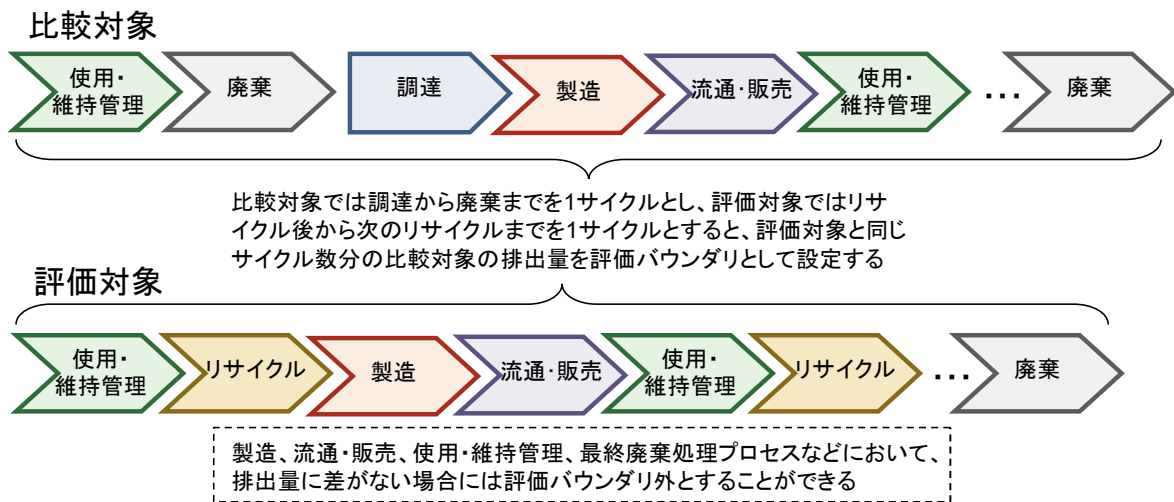 比較対象
使用・
維持管理
廃棄
調達
製造
流通・販売
使用・
維持管理
...
廃棄
比較対象では調達から廃棄までを1サイクルとし、評価対象ではリサ
イクル後から次のリサイクルまでを1サイクルとすると、評価対象と同じ
サイクル数分の比較対象の排出量を評価バウンダリとして設定する
評価対象
使用・
維持管理
リサイクル
製造
流通・販売
使用・
維持管理
リサイクル
...
廃棄
製造、流通・販売、使用・維持管理、最終廃棄処理プロセスなどにおいて、
排出量に差がない場合には評価バウンダリ外とすることができる